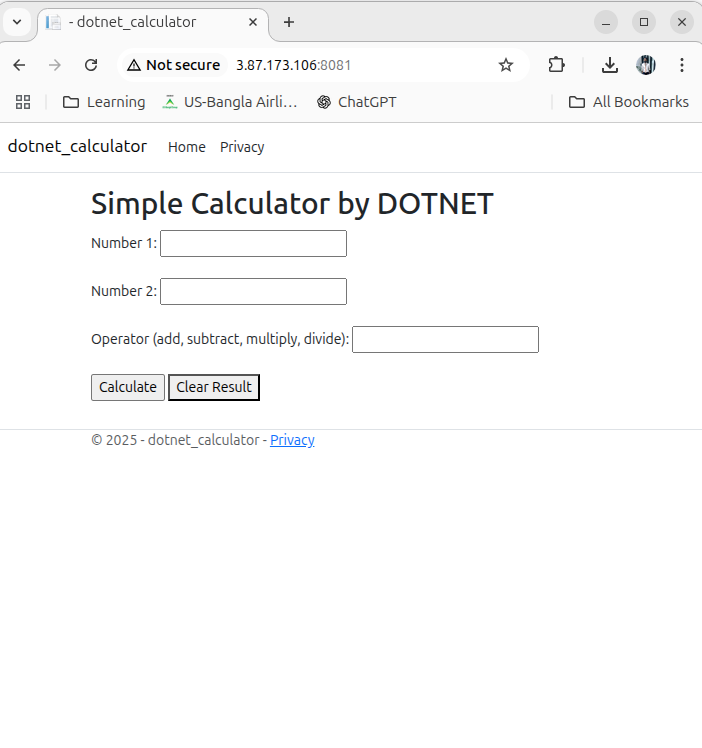 - dotnet_calculator
Not secure 3.87.173.106:8081
Learning US-Bangla Airli... ChatGPT All Bookmarks
dotnet_calculator Home Privacy
Simple Calculator by DOTNET
Number 1:
Number 2:
Operator (add, subtract, multiply, divide):
Calculate Clear Result
© 2025 - dotnet_calculator - Privacy